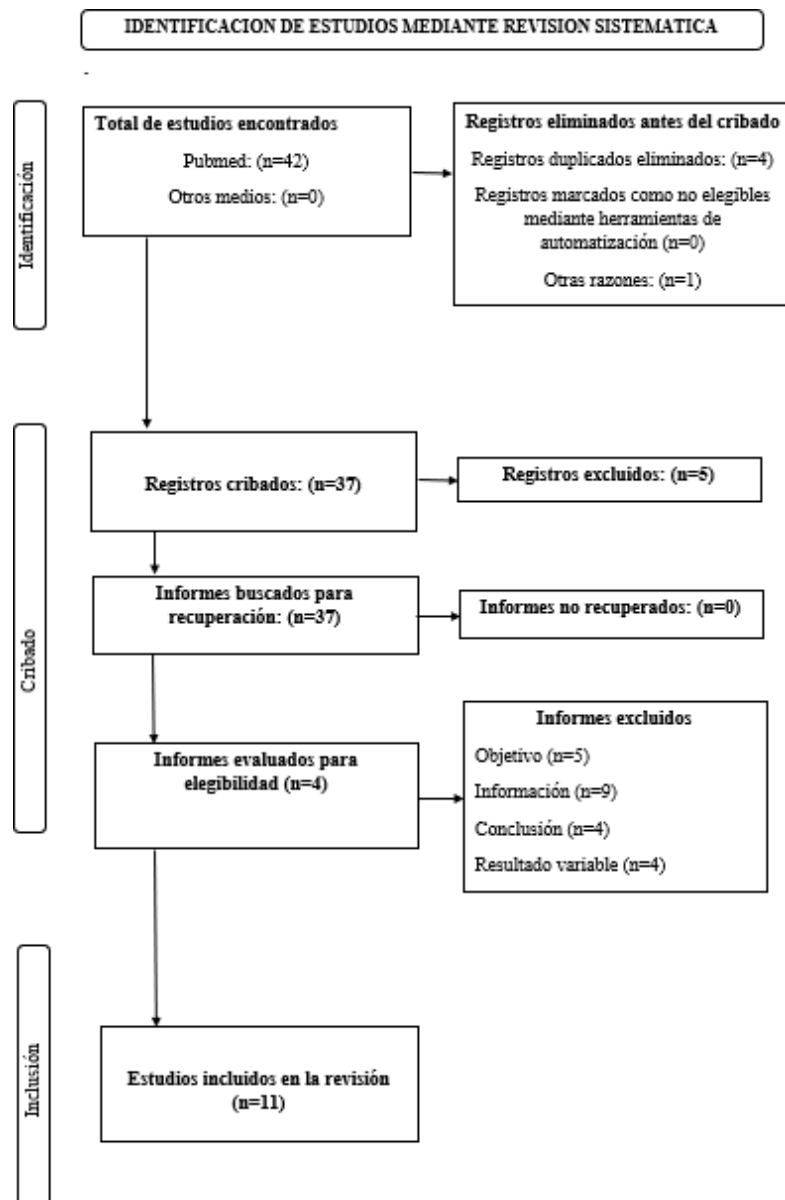 IDENTIFICACION DE ESTUDIOS MEDIANTE REVISION SISTEMATICA
-
Identificación
Total de estudios encontrados
Pubmed: (n=42)
Otros medios: (n=0)
Registros eliminados antes del cribado
Registros duplicados eliminados: (n=4)
Registros marcados como no elegibles
mediante herramientas de
automatización (n=0)
Otras razones: (n=1)
Cribado
Registros cribados: (n=37)
Registros excluidos: (n=5)
Informes buscados para
recuperación: (n=37)
Informes no recuperados: (n=0)
Informes evaluados para
elegibilidad (n=4)
Informes excluidos
Objetivo (n=5)
Información (n=9)
Conclusión (n=4)
Resultado variable (n=4)
Inclusión
Estudios incluidos en la revisión
(n=11)